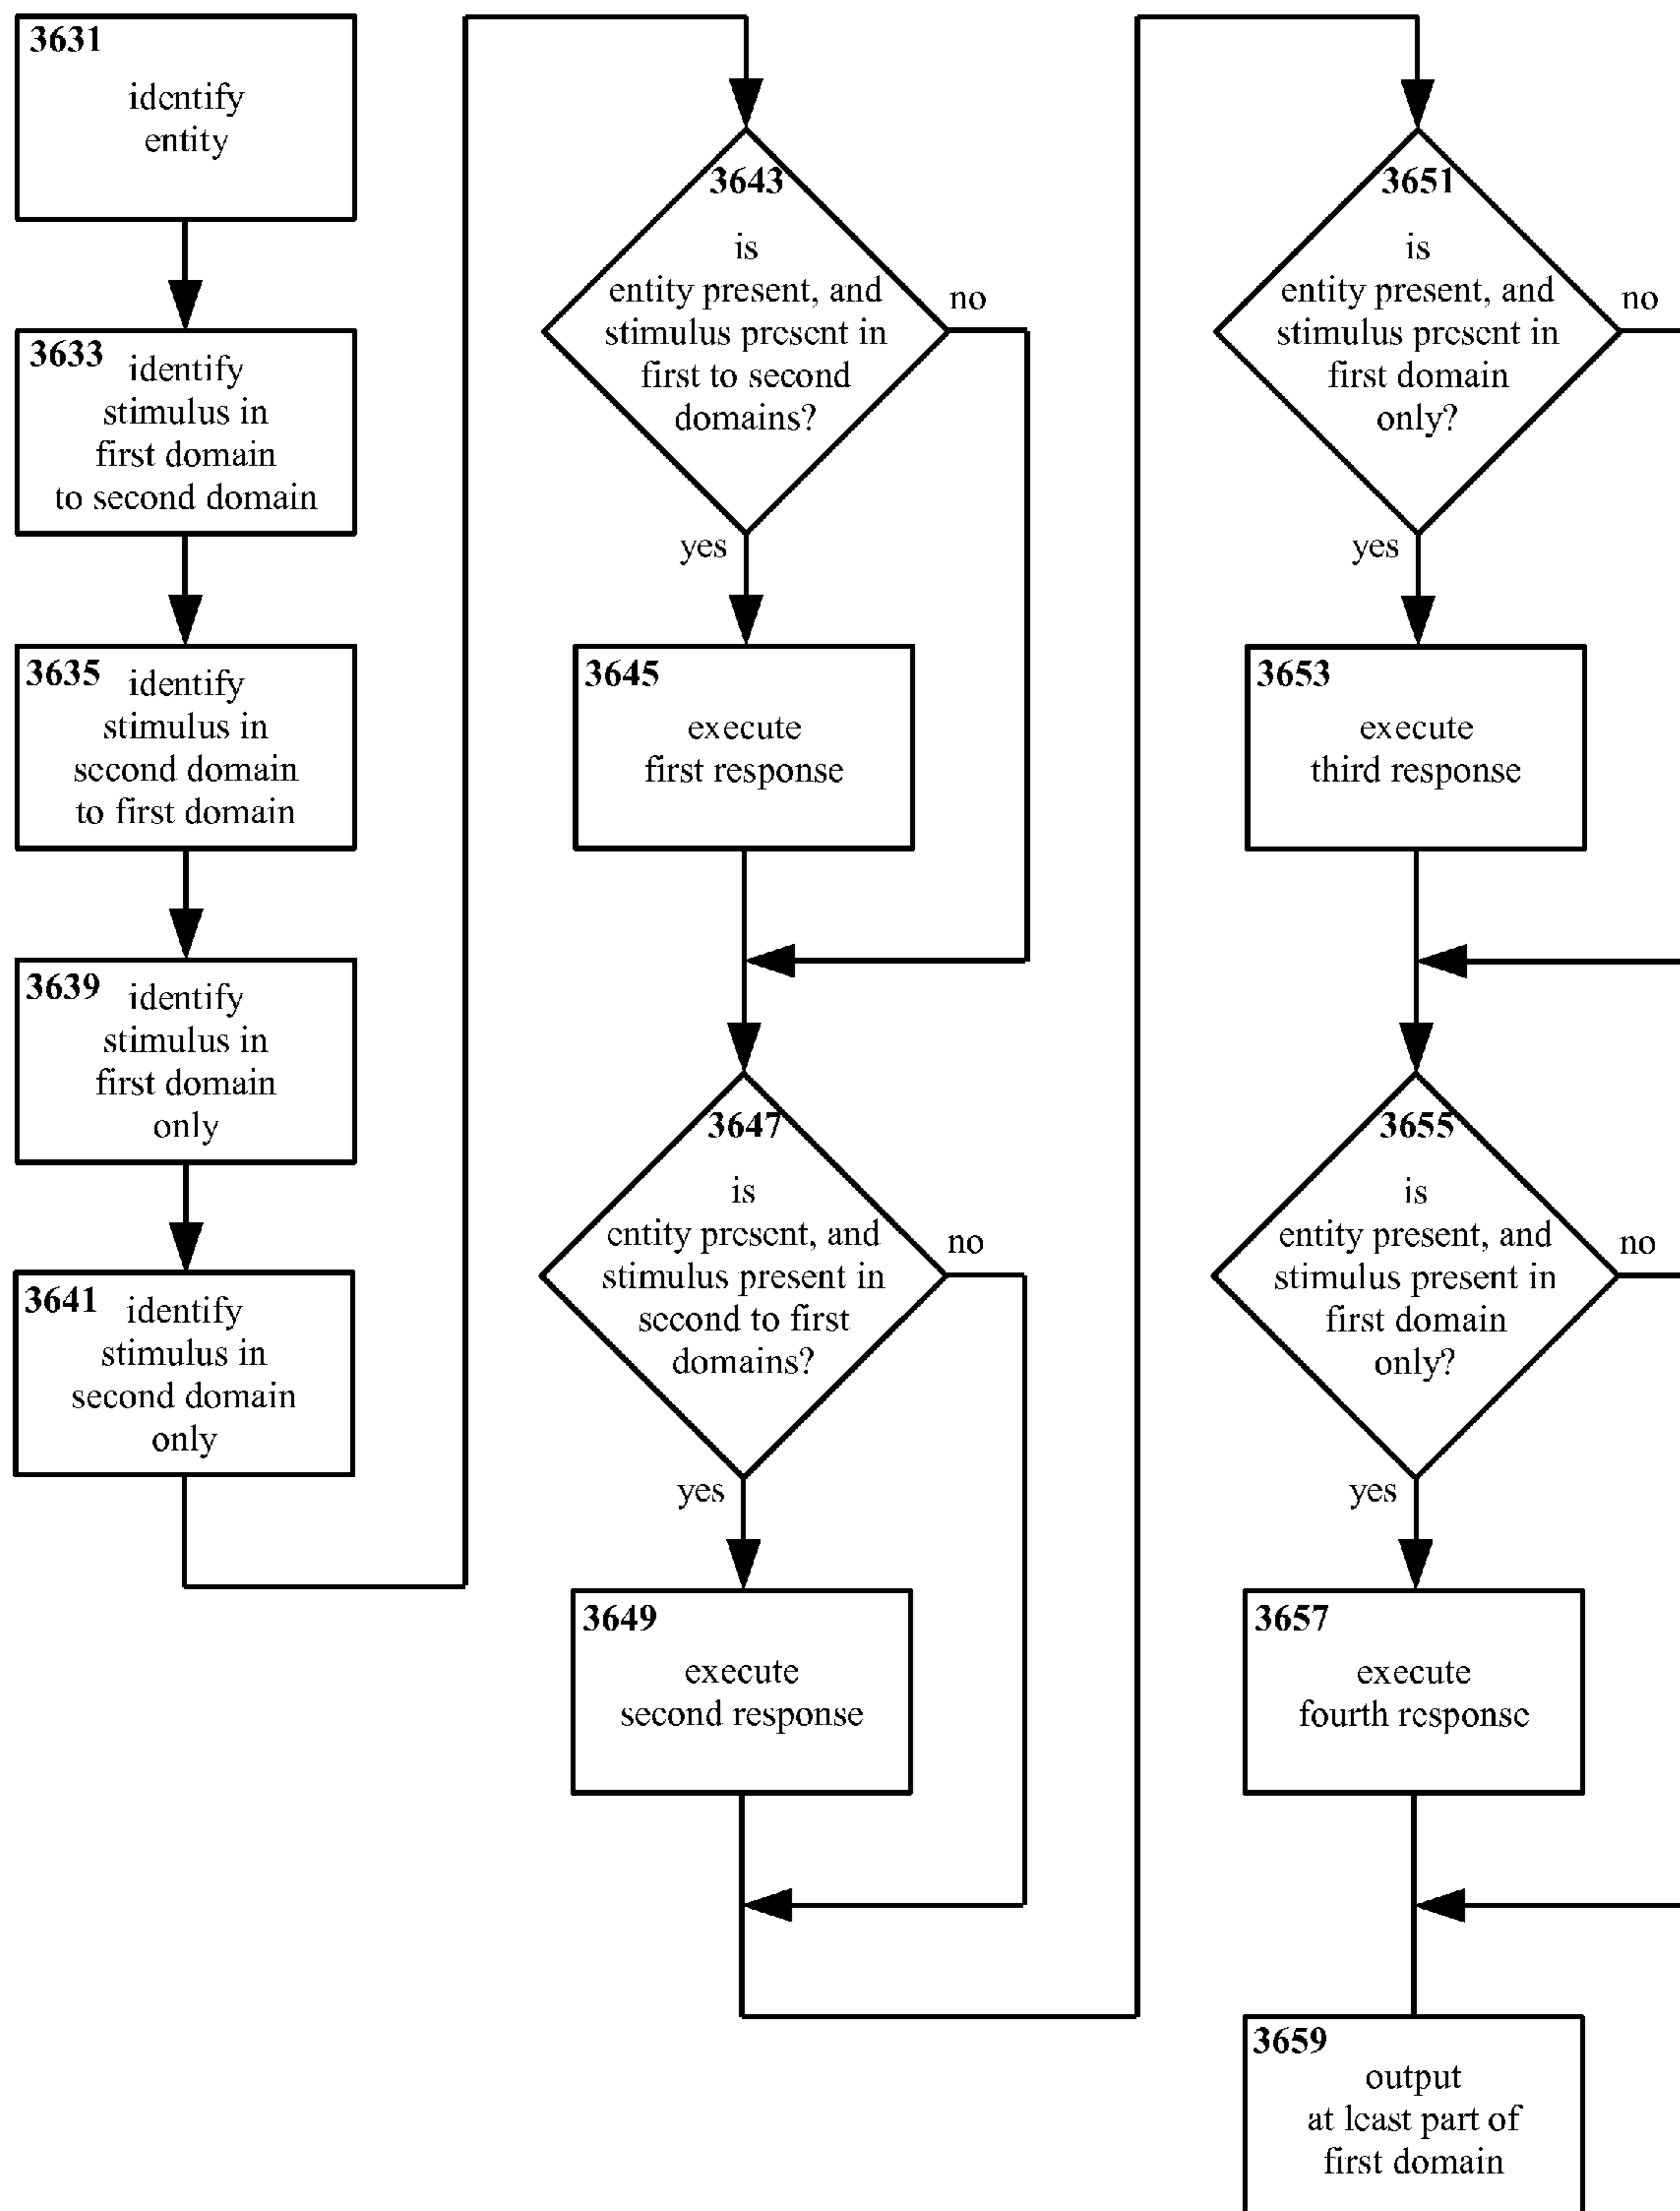 3631
identify
entity
3633
identify
stimulus in
first domain
to second domain
3635
identify
stimulus in
second domain
to first domain
3639
identify
stimulus in
first domain
only
3641
identify
stimulus in
second domain
only
3643
is
entity present, and
stimulus present in
first to second
domains?
no
yes
3645
execute
first response
3647
is
entity present, and
stimulus present in
second to first
domains?
no
yes
3649
execute
second response
3651
is
entity present, and
stimulus present in
first domain
only?
no
yes
3653
execute
third response
3655
is
entity present, and
stimulus present in
first domain
only?
no
yes
3657
execute
fourth response
3659
output
at least part of
first domain